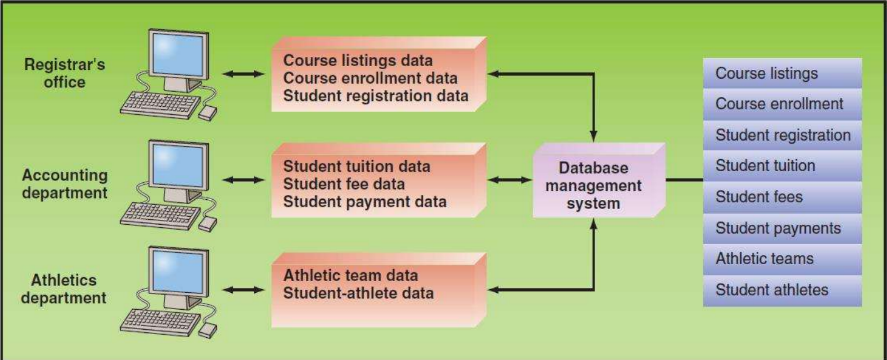 Registrar's
office
Course listings data
Course enrollment data
Student registration data
Accounting
department
Student tuition data
Student fee data
Student payment data
Athletics
department
Athletic team data
Student-athlete data
Database
management
system
Course listings
Course enrollment
Student registration
Student tuition
Student fees
Student payments
Athletic teams
Student athletes